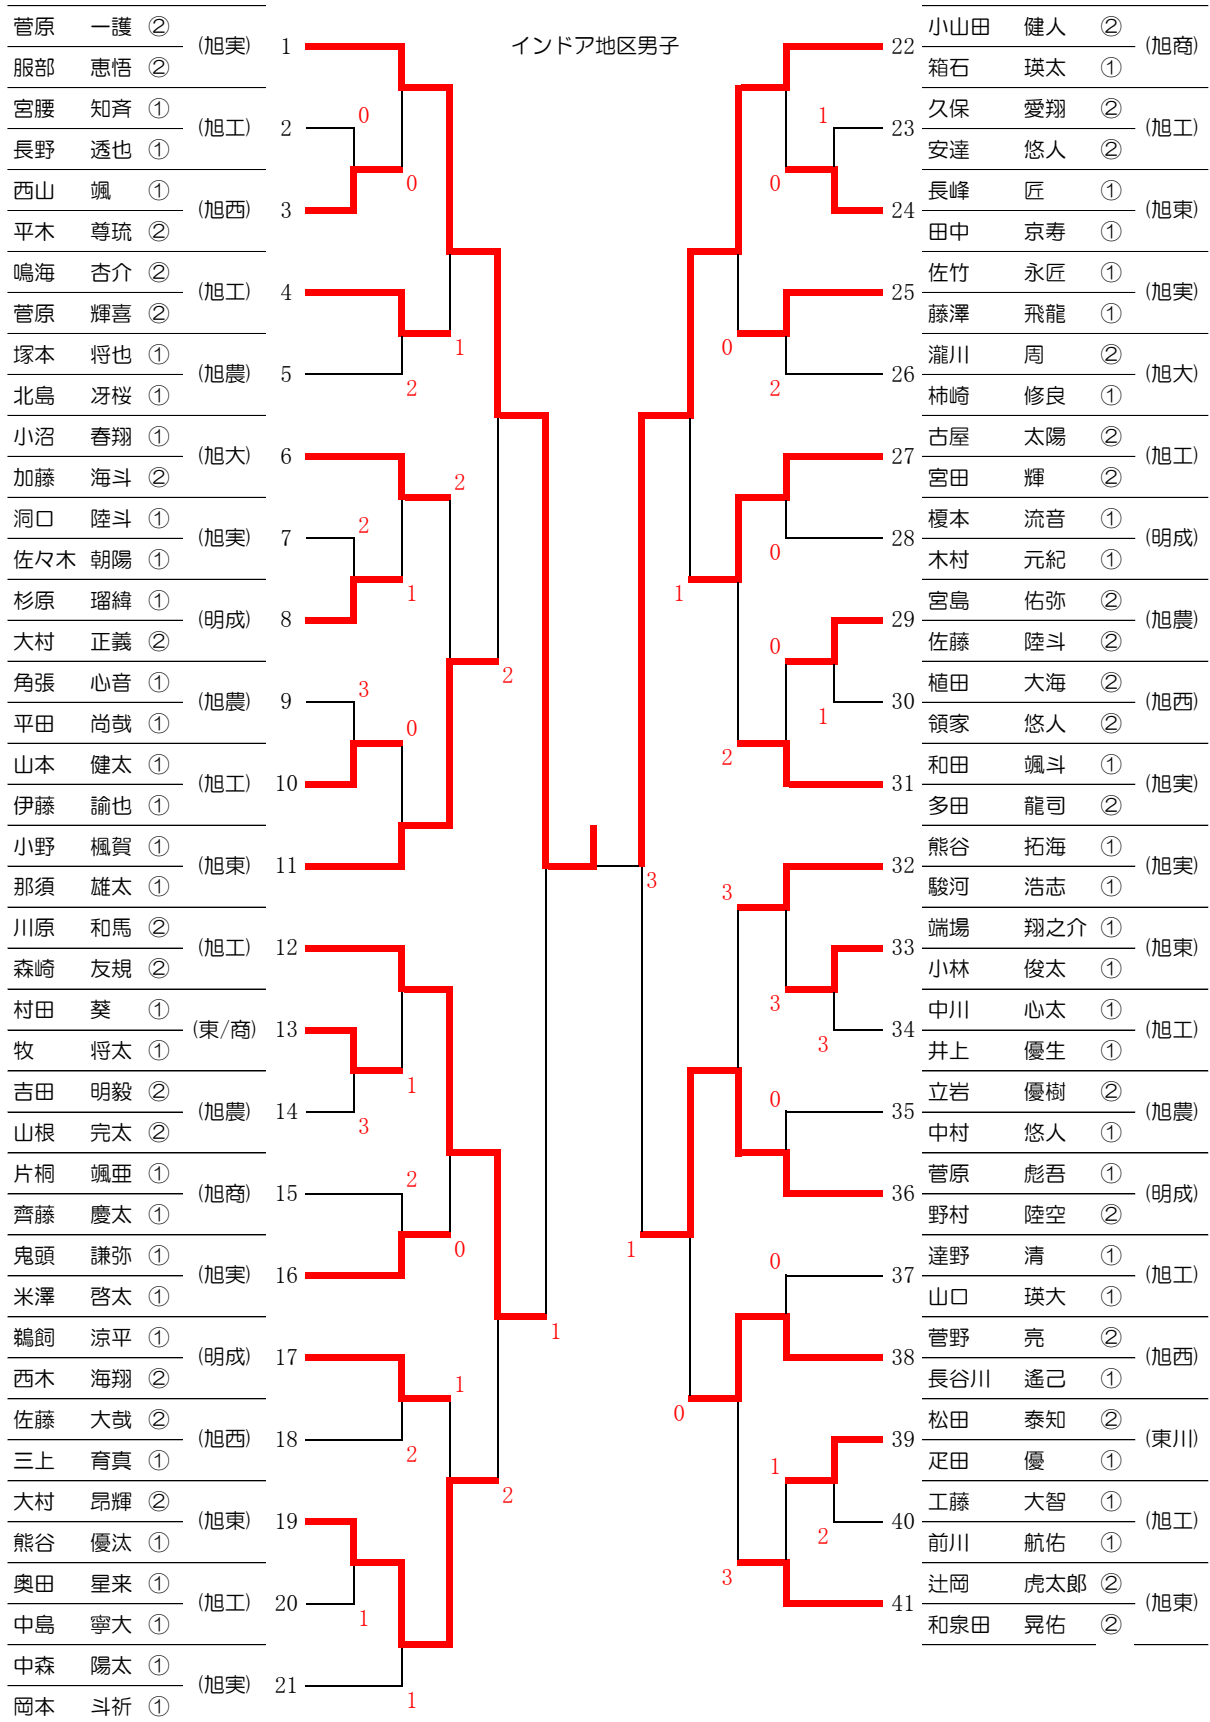 インドア地区男子
菅原 一護 ②
服部 恵悟 ②
(旭実) 1
宮腰 知斉 ①
長野 透也 ①
(旭工) 2
西山 颯 ①
平木 尊琉 ②
(旭西) 3
鳴海 杏介 ②
菅原 輝喜 ②
(旭工) 4
塚本 将也 ①
北島 冴桜 ①
(旭農) 5
小沼 春翔 ①
加藤 海斗 ②
(旭大) 6
洞口 陸斗 ①
佐々木 朝陽 ①
(旭実) 7
杉原 瑠緯 ①
大村 正義 ②
(明成) 8
角張 心音 ①
平田 尚哉 ①
(旭農) 9
山本 健太 ①
伊藤 諭也 ①
(旭工) 10
小野 楓賀 ①
那須 雄太 ①
(旭東) 11
川原 和馬 ②
森崎 友規 ②
(旭工) 12
村田 葵 ①
牧 将太 ①
(東/商) 13
吉田 明毅 ②
山根 完太 ②
(旭農) 14
片桐 颯亜 ①
齊藤 慶太 ①
(旭商) 15
鬼頭 謙弥 ①
米澤 啓太 ①
(旭実) 16
鵜飼 涼平 ①
西木 海翔 ②
(明成) 17
佐藤 大哉 ②
三上 育真 ①
(旭西) 18
大村 昂輝 ②
熊谷 優汰 ①
(旭東) 19
奥田 星来 ①
中島 寧大 ①
(旭工) 20
中森 陽太 ①
岡本 斗祈 ①
(旭実) 21
0
0
1
2
2
2
1
3
0
2
1
3
2
0
1
1
2
2
1
1
22 小山田 健人 ②
箱石 瑛太 ①
(旭商)
23 久保 愛翔 ②
安達 悠人 ②
(旭工)
24 長峰 匠 ①
田中 京寿 ①
(旭東)
25 佐竹 永匠 ①
藤澤 飛龍 ①
(旭実)
26 瀧川 周 ②
柿崎 修良 ①
(旭大)
27 古屋 太陽 ②
宮田 輝 ②
(旭工)
28 榎本 流音 ①
木村 元紀 ①
(明成)
29 宮島 佑弥 ②
佐藤 陸斗 ②
(旭農)
30 植田 大海 ②
領家 悠人 ②
(旭西)
31 和田 颯斗 ①
多田 龍司 ②
(旭実)
32 熊谷 拓海 ①
駿河 浩志 ①
(旭実)
33 端場 翔之介 ①
小林 俊太 ①
(旭東)
34 中川 心太 ①
井上 優生 ①
(旭工)
35 立岩 優樹 ②
中村 悠人 ①
(旭農)
36 菅原 彪吾 ①
野村 陸空 ②
(明成)
37 達野 清 ①
山口 瑛大 ①
(旭工)
38 菅野 亮 ②
長谷川 遙己 ①
(旭西)
39 松田 泰知 ②
疋田 優 ①
(東川)
40 工藤 大智 ①
前川 航佑 ①
(旭工)
41 辻岡 虎太郎 ②
和泉田 晃佑 ②
(旭東)
1
0
0
2
0
1
0
1
2
3
3
3
3
0
1
0
0
1
2
3